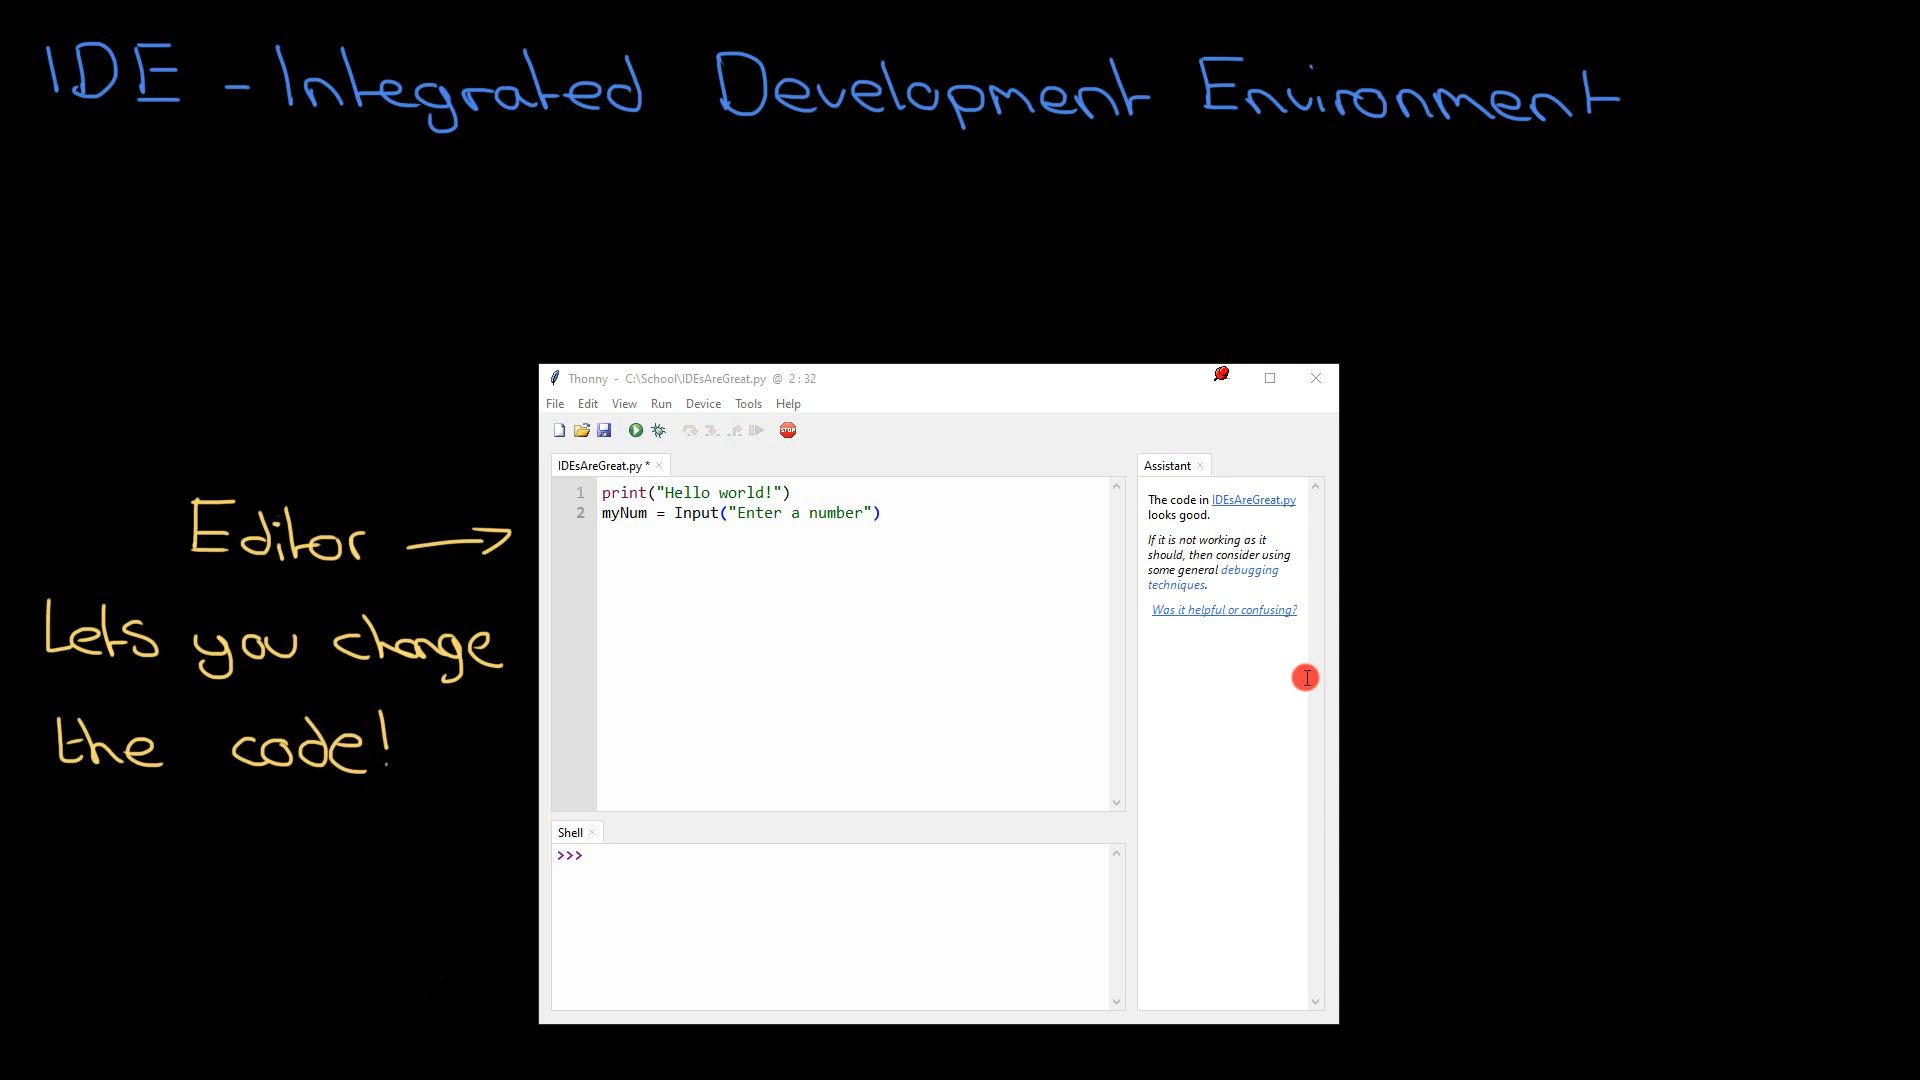 IDE - Integrated Development Environment
Thonny - C:\School\IDEsAreGreat.py @ 2:32
File Edit View Run Device Tools Help
STOP
IDEsAreGreat.py *
1 print("Hello world!")
2 myNum = Input("Enter a number")
Editor
Lets you change
the code!
Shell
>>>
Assistant
The code in IDEsAreGreat.py
looks good.
If it is not working as it
should, then consider using
some general debugging
techniques.
Was it helpful or confusing?